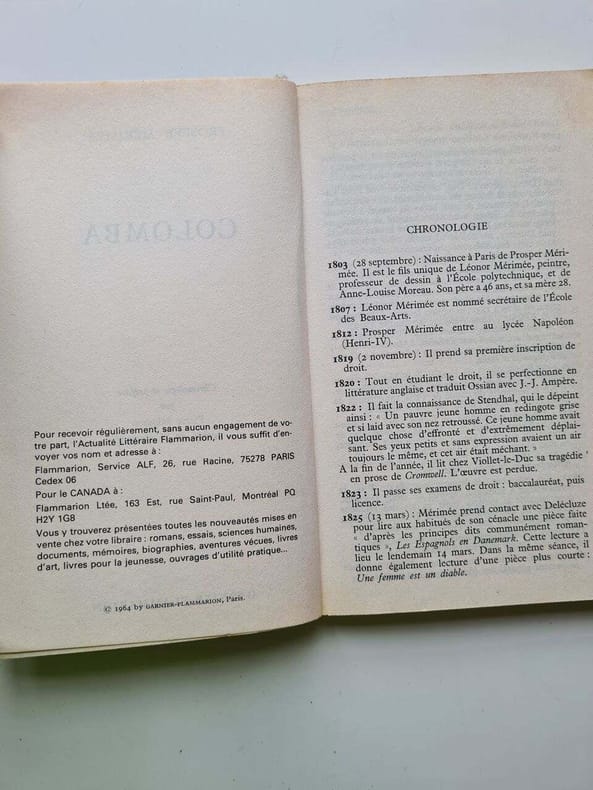 Pour recevoir régulièrement, sans aucun engagement de vo-
tre part, l'Actualité Littéraire Flammarion, il vous suffit d'en-
voyer vos nom et adresse à :
Flammarion, Service ALF, 26, rue Racine, 75278 PARIS
Cedex 06
Pour le CANADA à :
Flammarion Ltée, 163 Est, rue Saint-Paul, Montréal PQ
H2Y 1G8
Vous y trouverez présentées toutes les nouveautés mises en
vente chez votre libraire : romans, essais, sciences humaines,
documents, mémoires, biographies, aventures vécues, livres
d'art, livres pour la jeunesse, ouvrages d'utilité pratique...
© 1964 by GARNIER-FLAMMARION, Paris.
CHRONOLOGIE
1803 (28 septembre) : Naissance à Paris de Prosper Méri-
mée. Il est le fils unique de Léonor Mérimée, peintre,
professeur de dessin à l'École polytechnique, et de
Anne-Louise Moreau. Son père a 46 ans, et sa mère 28.
1807 : Léonor Mérimée est nommé secrétaire de l'École
des Beaux-Arts.
1812 : Prosper Mérimée entre au lycée Napoléon
(Henri-IV).
1819 (2 novembre) : Il prend sa première inscription de
droit.
1820 : Tout en étudiant le droit, il se perfectionne en
littérature anglaise et traduit Ossian avec J.-J. Ampère.
1822 : Il fait la connaissance de Stendhal, qui le dépeint
ainsi : « Un pauvre jeune homme en redingote grise
et si laid avec son nez retroussé. Ce jeune homme avait
quelque chose d'effronté et d'extrêmement déplai-
sant. Ses yeux petits et sans expression avaient un air
toujours le même, et cet air était méchant. »
A la fin de l'année, il lit chez Viollet-le-Duc sa tragédie
en prose de Cromwell. L'œuvre est perdue.
1823 : Il passe ses examens de droit : baccalauréat, puis
licence.
1825 (13 mars) : Mérimée prend contact avec Delécluze
pour lire aux habitués de son cénacle une pièce faite
« d'après les principes dits communément roman-
tiques », Les Espagnols en Danemark. Cette lecture a
lieu le lendemain 14 mars. Dans la même séance, il
donne également lecture d'une pièce plus courte :
Une femme est un diable.